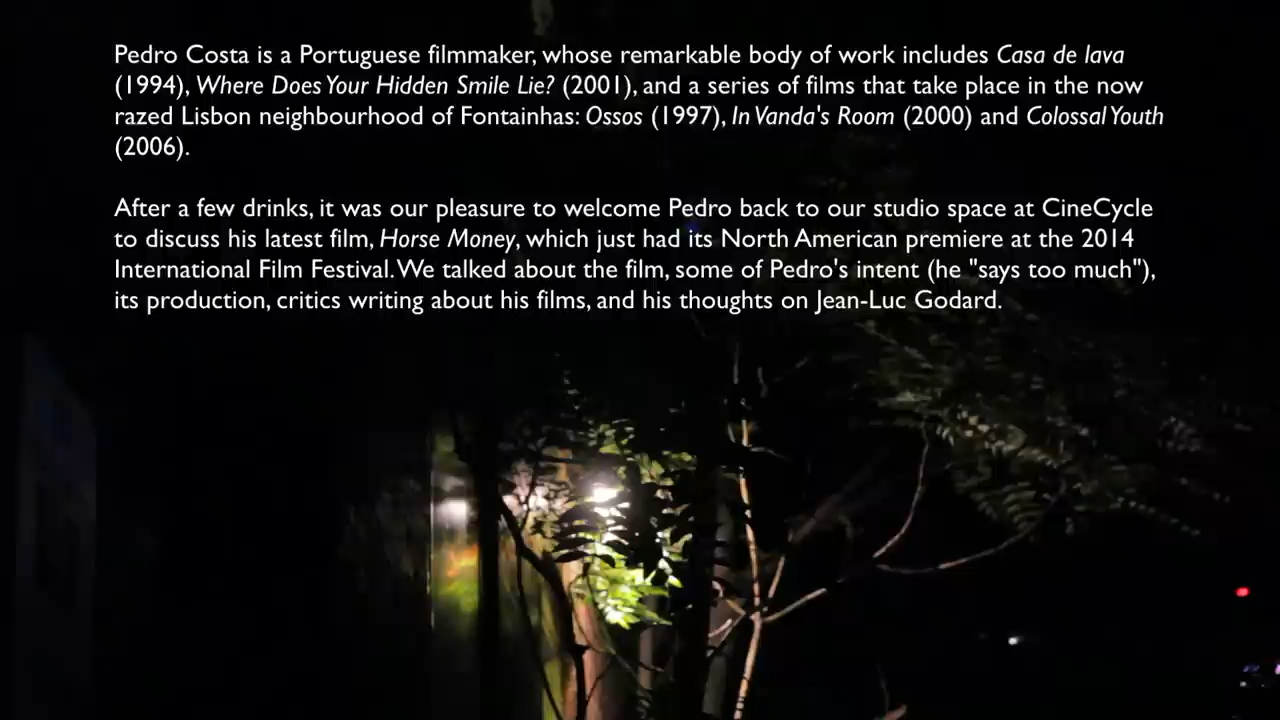 Pedro Costa is a Portuguese filmmaker, whose remarkable body of work includes Casa de lava
(1994), Where Does Your Hidden Smile Lie? (2001), and a series of films that take place in the now
razed Lisbon neighbourhood of Fontainhas: Ossos (1997), In Vanda's Room (2000) and Colossal Youth
(2006).
After a few drinks, it was our pleasure to welcome Pedro back to our studio space at CineCycle
to discuss his latest film, Horse Money, which just had its North American premiere at the 2014
International Film Festival. We talked about the film, some of Pedro's intent (he "says too much"),
its production, critics writing about his films, and his thoughts on Jean-Luc Godard.